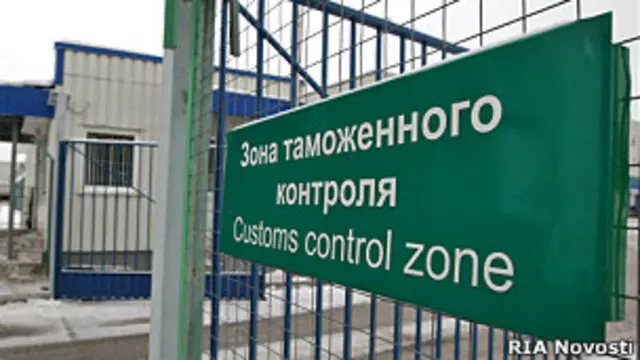 Зона таможенного
контроля
Customs control zone
RIA Novosti